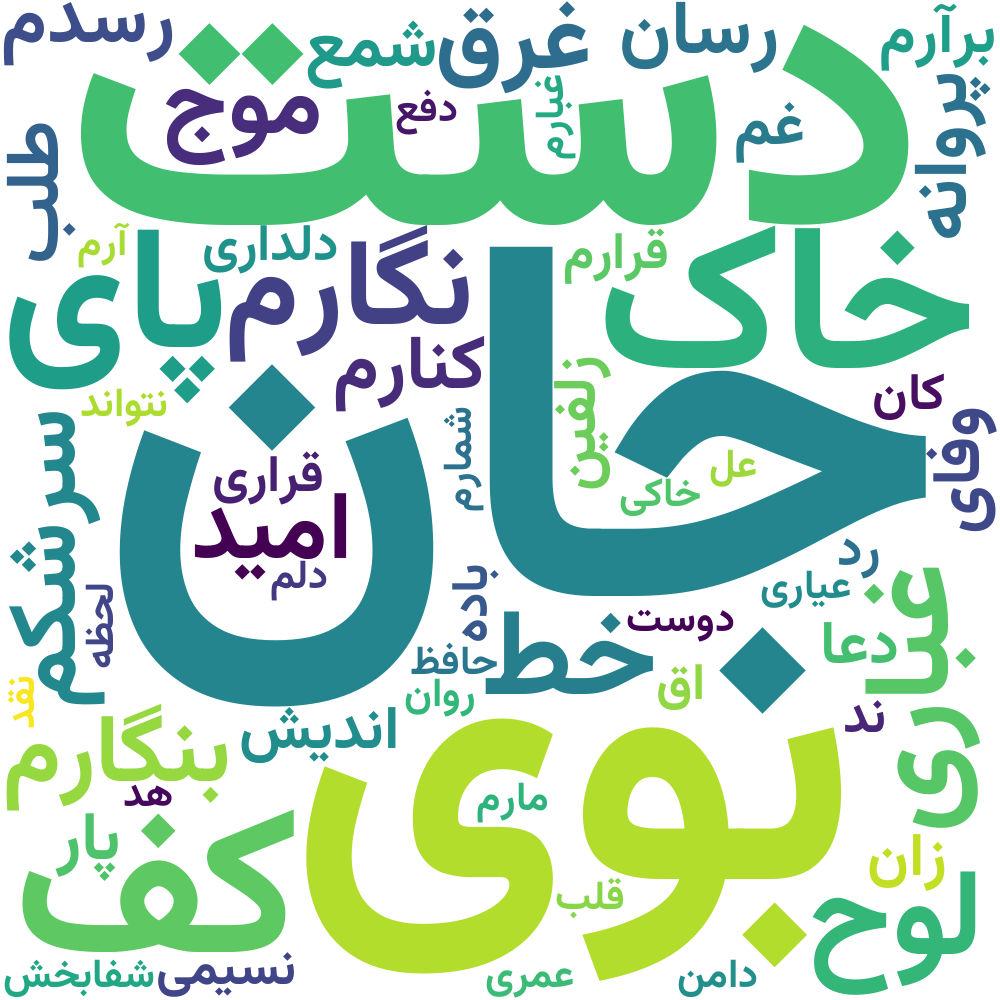 رسدم
شمع
غرق
رسان
برآرم
دست
موج
دفع
غبارم
غم
پروانه
طلب
آرم
پای
دلداری
نگارم
قرارم
خاک
کنارم
جان
کان
نتواند
زلفین
وفای
سرشکم
شمارم
عل
خاکی
قراری
امید
دلم
رد
عیاری
غباری
لحظه
باده
دوست
خط
حافظ
دعا
اق
روان
نقد
ند
اندیش
بنگارم
بوی
هد
مارم
پار
کف
زان
لوح
قلب
شفابخش
نسیمی
عمری
دامن